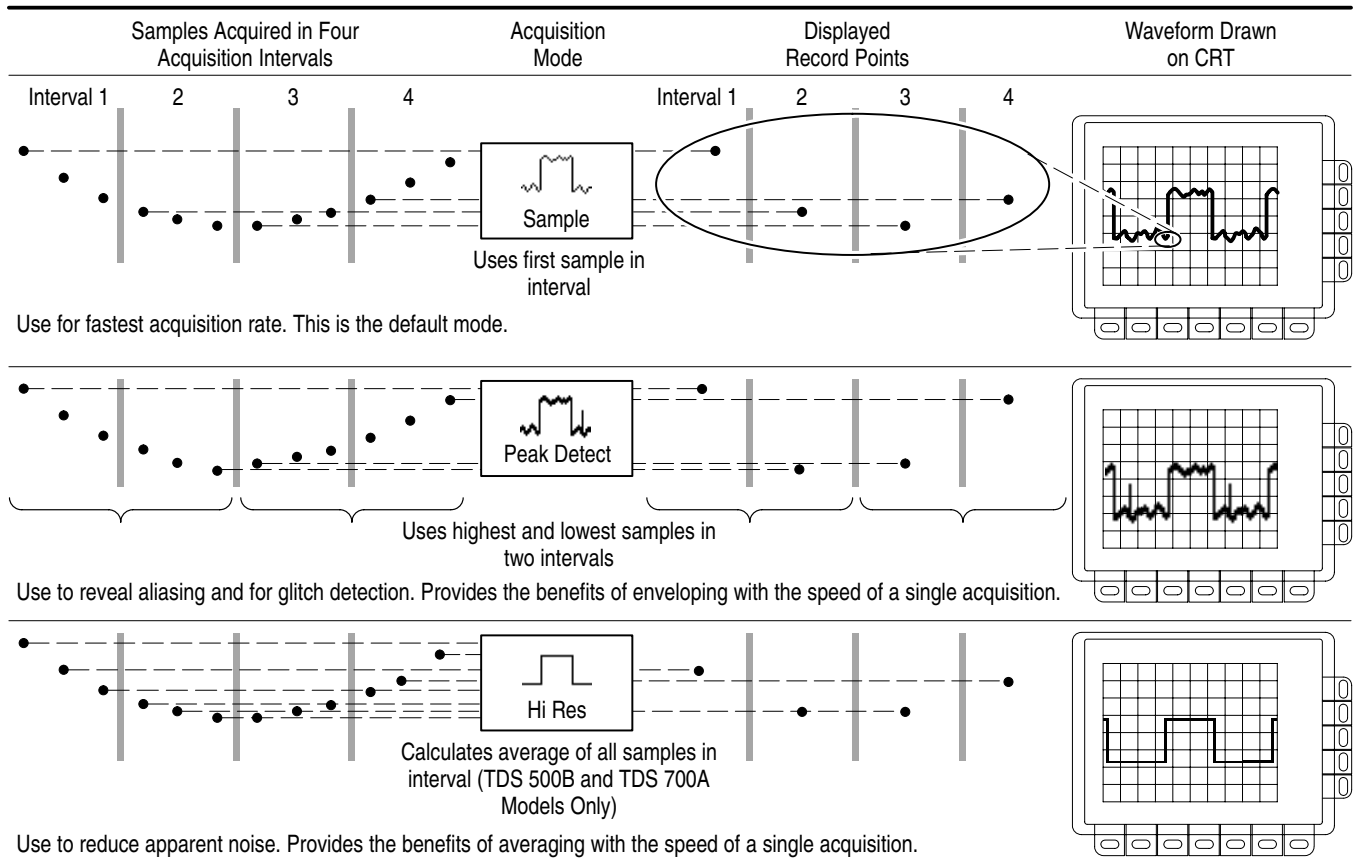 Samples Acquired in Four
Acquisition Intervals
Acquisition
Mode
Displayed
Record Points
Waveform Drawn
on CRT
Interval 1 2 3 4
Interval 1 2 3 4
Sample
Uses first sample in
interval
Use for fastest acquisition rate. This is the default mode.
Peak Detect
Uses highest and lowest samples in
two intervals
Use to reveal aliasing and for glitch detection. Provides the benefits of enveloping with the speed of a single acquisition.
Hi Res
Calculates average of all samples in
interval (TDS 500B and TDS 700A
Models Only)
Use to reduce apparent noise. Provides the benefits of averaging with the speed of a single acquisition.